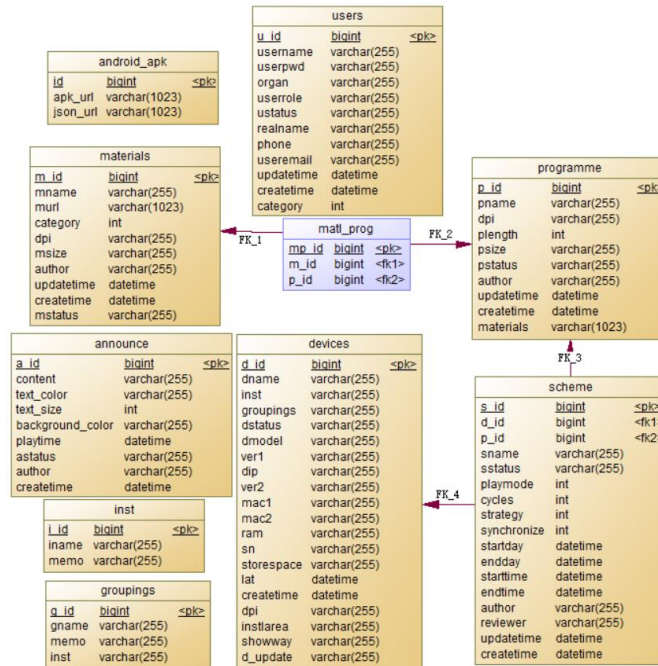 users
u_id bigint <pk>
username varchar(255)
userpwd varchar(255)
organ varchar(255)
userrole varchar(255)
ustatus varchar(255)
realname varchar(255)
phone varchar(255)
useremail varchar(255)
updatetime datetime
createtime datetime
category int
android_apk
id bigint <pk>
apk_url varchar(1023)
json_url varchar(1023)
materials
m_id bigint <pk>
mname varchar(255)
murl varchar(1023)
category int
dpi varchar(255)
msize varchar(255)
author varchar(255)
updatetime datetime
createtime datetime
mstatus varchar(255)
FK_1
matl_prog
mp_id bigint <pk>
m_id bigint <fk1>
p_id bigint <fk2>
FK_2
programme
p_id bigint <pk
pname varchar(255)
dpi varchar(255)
plength int
psize varchar(255)
pstatus varchar(255)
author varchar(255)
updatetime datetime
createtime datetime
materials varchar(1023)
FK_3
announce
a_id bigint <pk>
content varchar(255)
text_color varchar(255)
text_size int
background_color varchar(255)
playtime datetime
astatus varchar(255)
author varchar(255)
createtime datetime
inst
i_id bigint <pk>
iname varchar(255)
memo varchar(255)
groupings
g_id bigint <pk>
gname varchar(255)
memo varchar(255)
inst varchar(255)
devices
d_id bigint <pk>
dname varchar(255)
inst varchar(255)
groupings varchar(255)
dstatus varchar(255)
dmodel varchar(255)
ver1 varchar(255)
dip varchar(255)
ver2 varchar(255)
mac1 varchar(255)
mac2 varchar(255)
ram varchar(255)
sn varchar(255)
storespace varchar(255)
lat datetime
createtime datetime
dpi varchar(255)
instlarea varchar(255)
showway varchar(255)
d_update varchar(255)
FK_4
scheme
s_id bigint <pk
d_id bigint <fk1
p_id bigint <fk2
sname varchar(255)
sstatus varchar(255)
playmode int
cycles int
strategy int
synchronize int
startday datetime
endday datetime
starttime datetime
endtime datetime
author varchar(255)
reviewer varchar(255)
updatetime datetime
createtime datetime